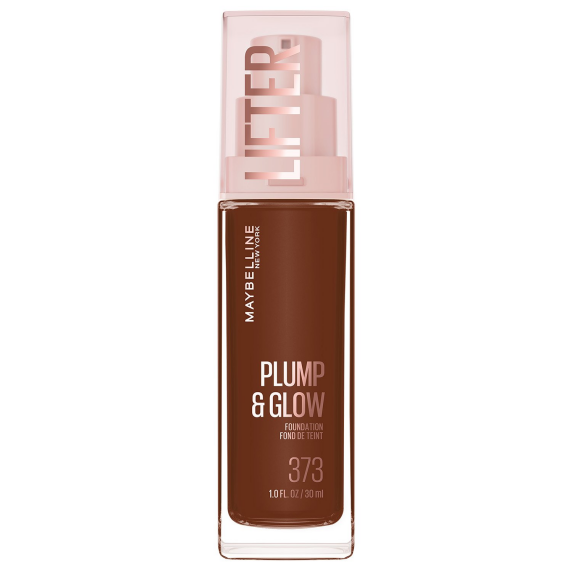 LIFTER.
MAYBELLINE
NEW YORK
PLUMP
& GLOW
FOUNDATION
FOND DE TEINT
373
1.0 FL. OZ / 30 ml